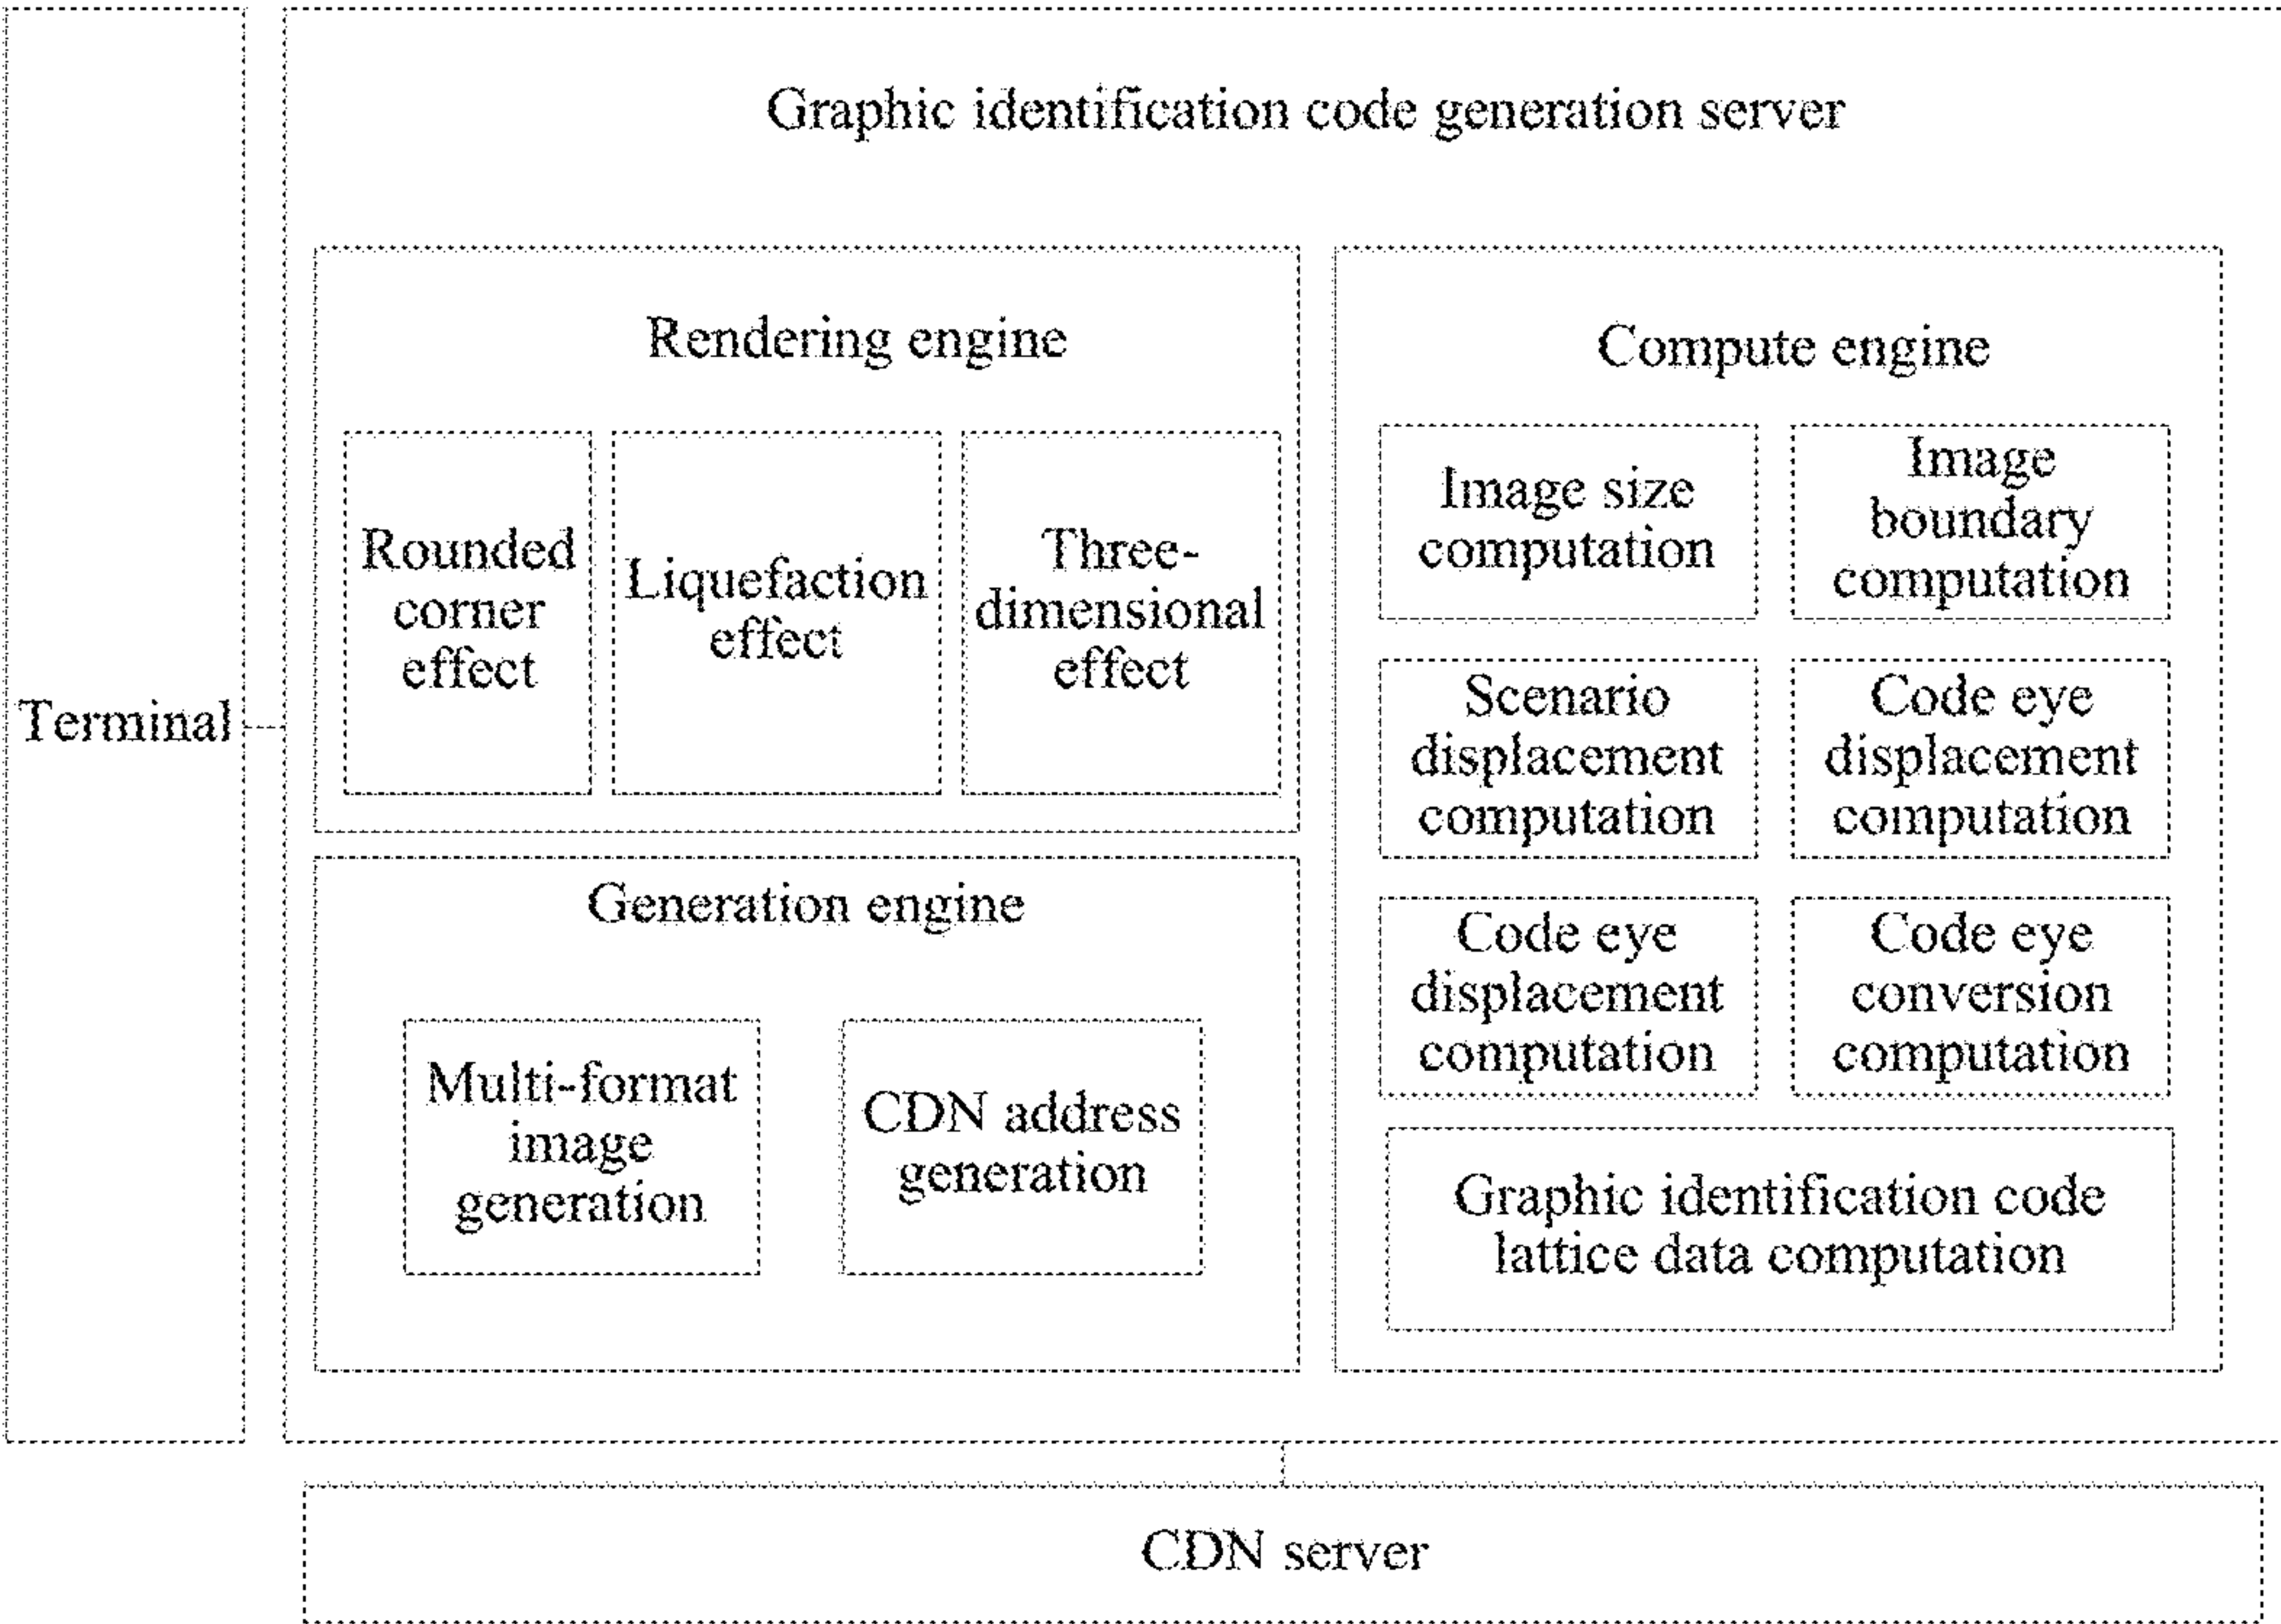 Graphic identification code generation server
Terminal
Rendering engine
Rounded
corner
effect
Liquefaction
effect
Three-
dimensional
effect
Generation engine
Multi-format
image
generation
CDN address
generation
Compute engine
Image size
computation
Image
boundary
computation
Scenario
displacement
computation
Code eye
displacement
computation
Code eye
displacement
computation
Code eye
conversion
computation
Graphic identification code
lattice data computation
CDN server